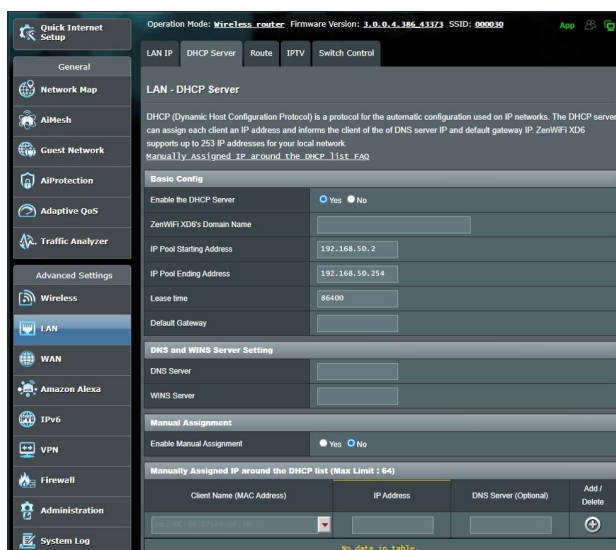 Quick Internet Setup
Operation Mode: Wireless router Firmware Version: 3.0.0.4.386_43373 SSID: 000030
App
General
Network Map
AiMesh
Guest Network
AiProtection
Adaptive QoS
Traffic Analyzer
Advanced Settings
Wireless
LAN
WAN
Amazon Alexa
IPv6
VPN
Firewall
Administration
System Log
LAN IP
DHCP Server
Route
IPTV
Switch Control
LAN - DHCP Server
DHCP (Dynamic Host Configuration Protocol) is a protocol for the automatic configuration used on IP networks. The DHCP server
can assign each client an IP address and informs the client of the of DNS server IP and default gateway IP. ZenWiFi XD6
supports up to 253 IP addresses for your local network.
Manually Assigned IP around the DHCP list FAQ
Basic Config
Enable the DHCP Server Yes No
ZenWiFi XD6's Domain Name
IP Pool Starting Address 192.168.50.2
IP Pool Ending Address 192.168.50.254
Lease time 86400
Default Gateway
DNS and WINS Server Setting
DNS Server
WINS Server
Manual Assignment
Enable Manual Assignment Yes No
Manually Assigned IP around the DHCP list (Max Limit : 64)
Client Name (MAC Address) IP Address DNS Server (Optional) Add / Delete
No data in table.